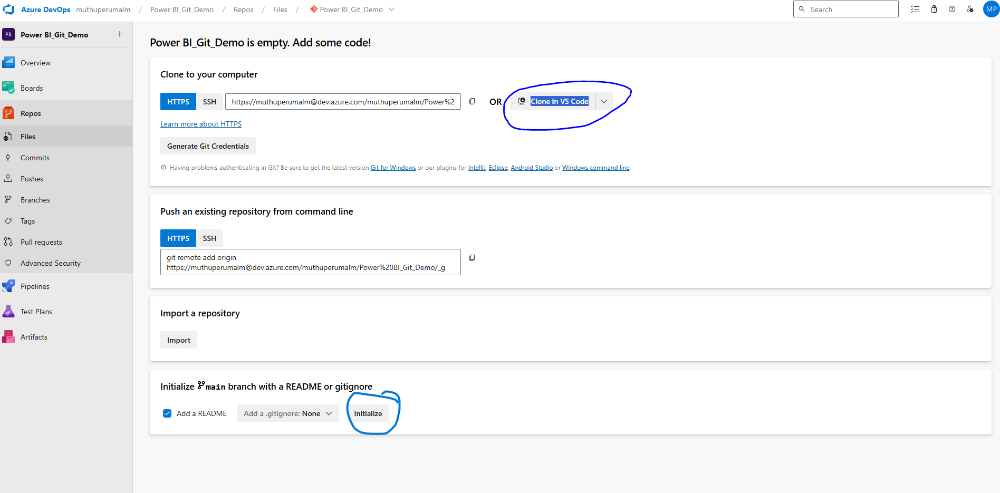 Azure DevOps muthuperumalm / Power BI_Git_Demo / Repos / Files / Power BI_Git_Demo Search MP
PB Power BI_Git_Demo +
Overview
Boards
Repos
Files
Commits
Pushes
Branches
Tags
Pull requests
Advanced Security
Pipelines
Test Plans
Artifacts
Power BI_Git_Demo is empty. Add some code!
Clone to your computer
HTTPS SSH https://muthuperumalm@dev.azure.com/muthuperumalm/Power%2 OR Clone in VS Code
Learn more about HTTPS
Generate Git Credentials
Having problems authenticating in Git? Be sure to get the latest version Git for Windows or our plugins for IntelliJ, Eclipse, Android Studio or Windows command line.
Push an existing repository from command line
HTTPS SSH
git remote add origin
https://muthuperumalm@dev.azure.com/muthuperumalm/Power%20BI_Git_Demo/_g
Import a repository
Import
Initialize main branch with a README or gitignore
Add a README Add a .gitignore: None Initialize